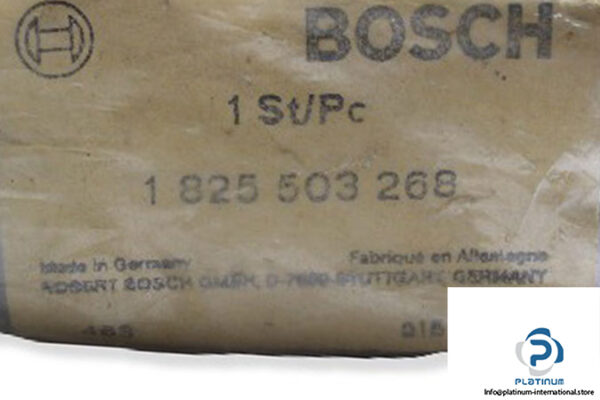 BOSCH
1 St/Pc
1 825 503 268
Made in Germany Fabriqué en Allemagne
ROBERT BOSCH GMBH, D-7000 STUTTGART, GERMANY
PLATINUM
Info@platinum-international.store